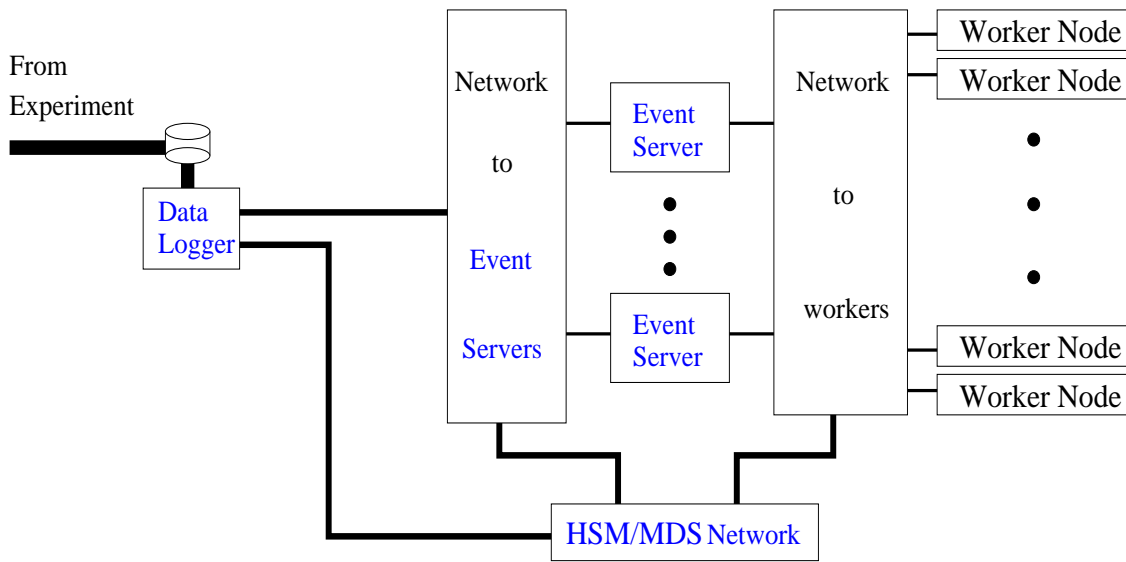 From
Experiment
Data
Logger
Network
to
Event
Servers
Event
Server
Event
Server
Network
to
workers
Worker Node
Worker Node
Worker Node
Worker Node
HSM/MDS Network